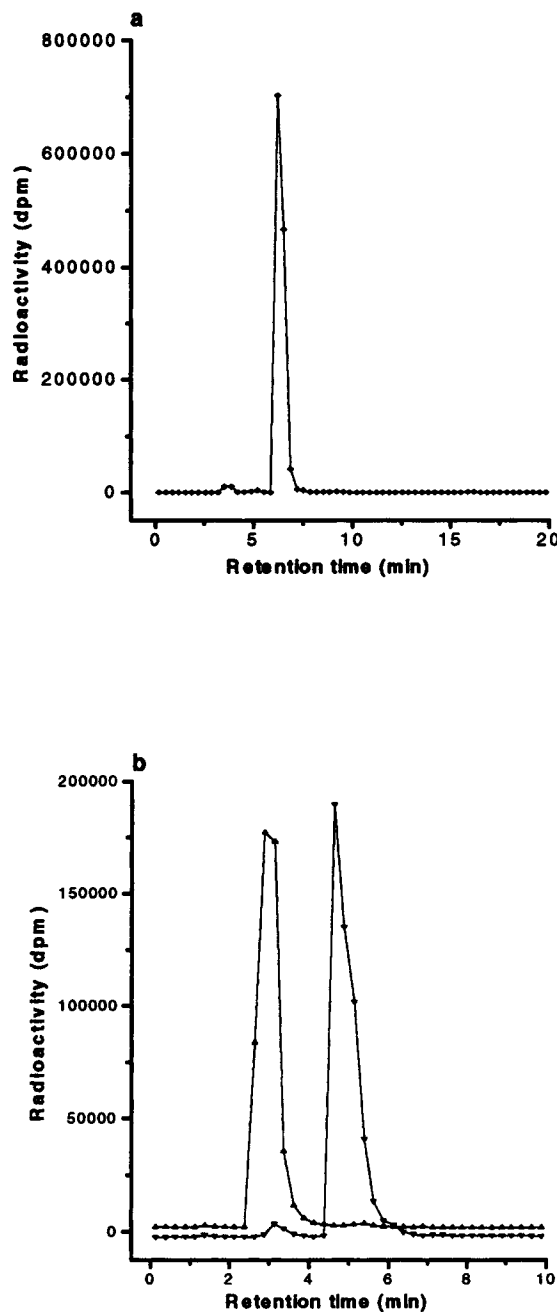 a
800000
600000
400000
200000
0
Radioactivity (dpm)
0 5 10 15 20
Retention time (min)
b
200000
150000
100000
50000
0
Radioactivity (dpm)
0 2 4 6 8 10
Retention time (min)